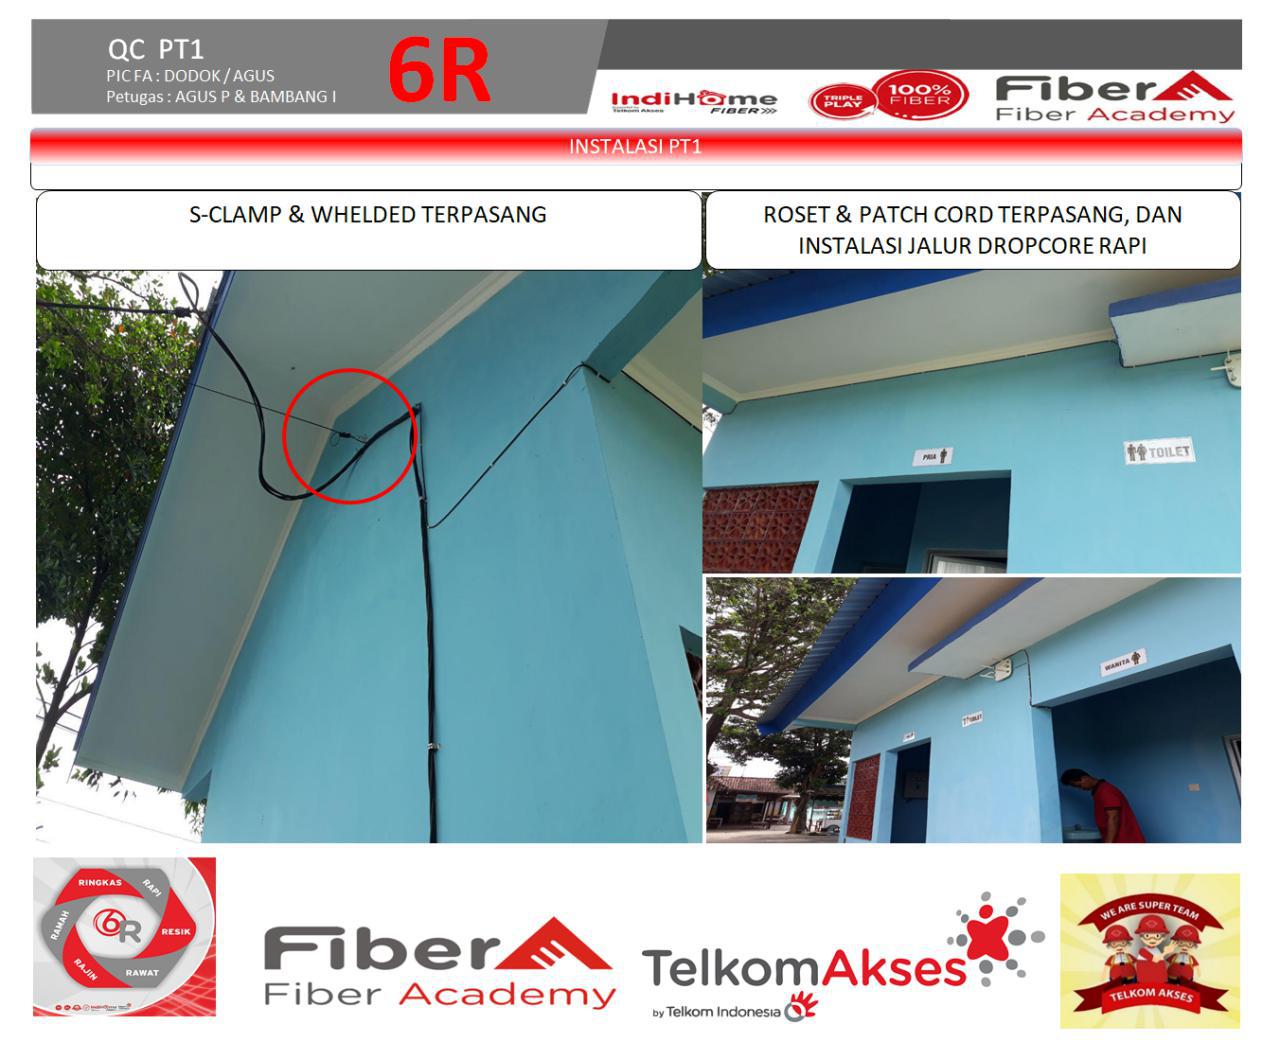 QC PT1
PIC FA : DODOK / AGUS
Petugas : AGUS P & BAMBANG I
6R
IndiHome
FIBER
TRIPLE
PLAY
100%
FIBER
Fiber
Fiber Academy
INSTALASI PT1
S-CLAMP & WHELDED TERPASANG
ROSET & PATCH CORD TERPASANG, DAN
INSTALASI JALUR DROPCORE RAPI
PRIA
TOILET
WANITA
TOILET
RINGKAS
RAPI
RESIK
RAWAT
RAJIN
RAMAH
6R
Fiber
Fiber Academy
TelkomAkses
by Telkom Indonesia
WE ARE SUPER TEAM
TELKOM AKSES